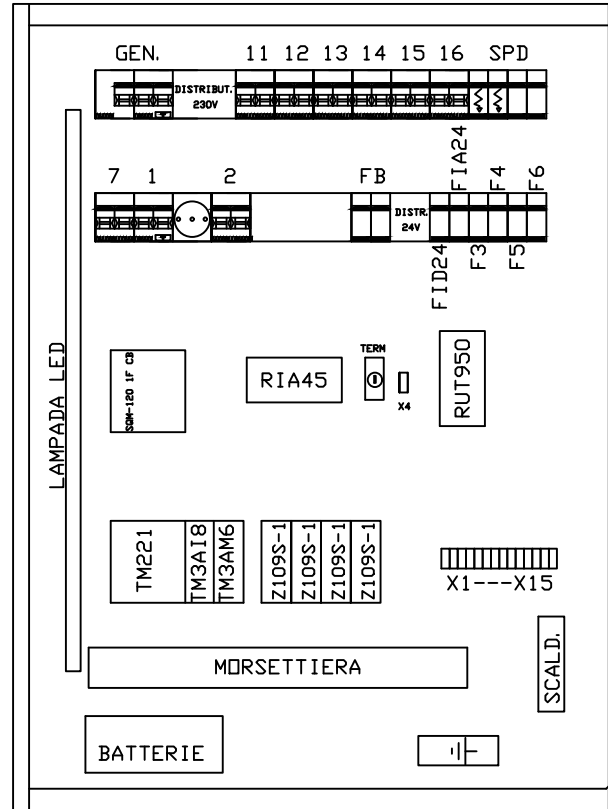 GEN. 11 12 13 14 15 16 SPD
DISTRIBUT.
230V
7 1 2 FB FIA24 F4 F6
DISTR.
24V
FID24 F3 F5
LAMPADA LED
SQM-120 1F CB
RIA45
TERM
X4
RUT950
TM221
TM3AI8
TM3AM6
Z109S-1
Z109S-1
Z109S-1
Z109S-1
X1---X15
MORSETTIERA
SCALD.
BATTERIE